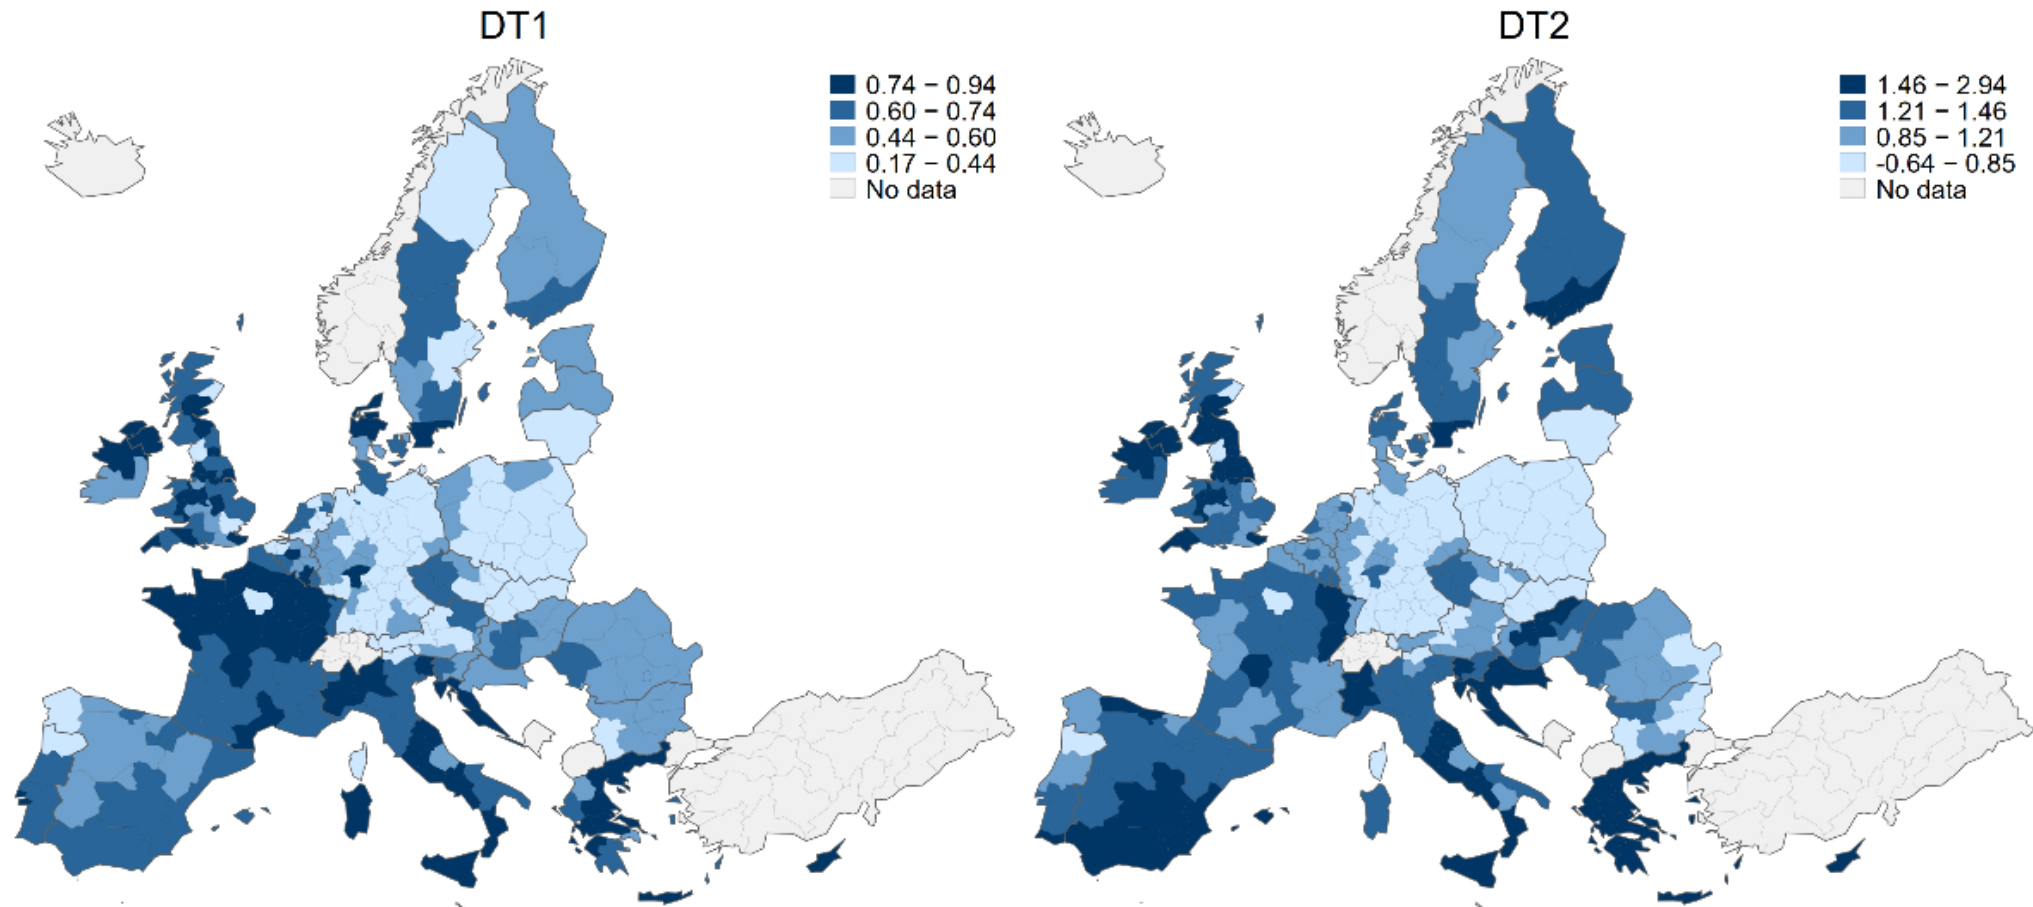 DT1
0.74 − 0.94
0.60 − 0.74
0.44 − 0.60
0.17 − 0.44
No data
DT2
1.46 − 2.94
1.21 − 1.46
0.85 − 1.21
-0.64 − 0.85
No data